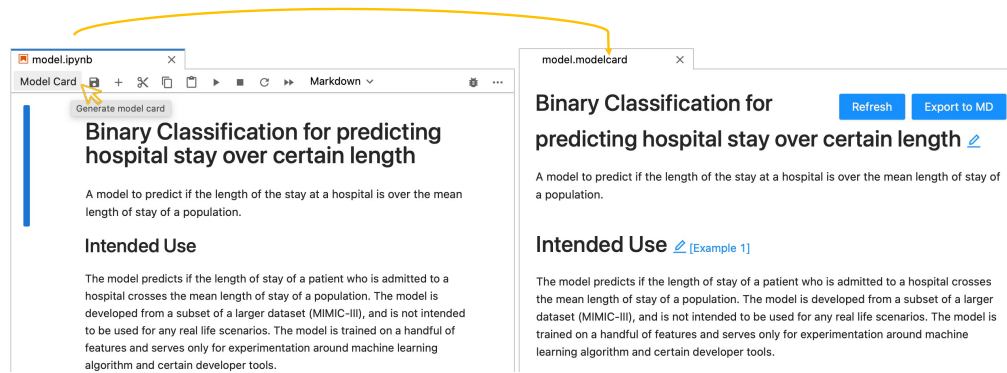 model.ipynb
Model Card
Markdown
Generate model card
Binary Classification for predicting
hospital stay over certain length
A model to predict if the length of the stay at a hospital is over the mean
length of stay of a population.
Intended Use
The model predicts if the length of stay of a patient who is admitted to a
hospital crosses the mean length of stay of a population. The model is
developed from a subset of a larger dataset (MIMIC-III), and is not intended
to be used for any real life scenarios. The model is trained on a handful of
features and serves only for experimentation around machine learning
algorithm and certain developer tools.
model.modelcard
Binary Classification for
Refresh
Export to MD
predicting hospital stay over certain length
A model to predict if the length of the stay at a hospital is over the mean length of stay of
a population.
Intended Use [Example 1]
The model predicts if the length of stay of a patient who is admitted to a hospital crosses
the mean length of stay of a population. The model is developed from a subset of a larger
dataset (MIMIC-III), and is not intended to be used for any real life scenarios. The model is
trained on a handful of features and serves only for experimentation around machine
learning algorithm and certain developer tools.